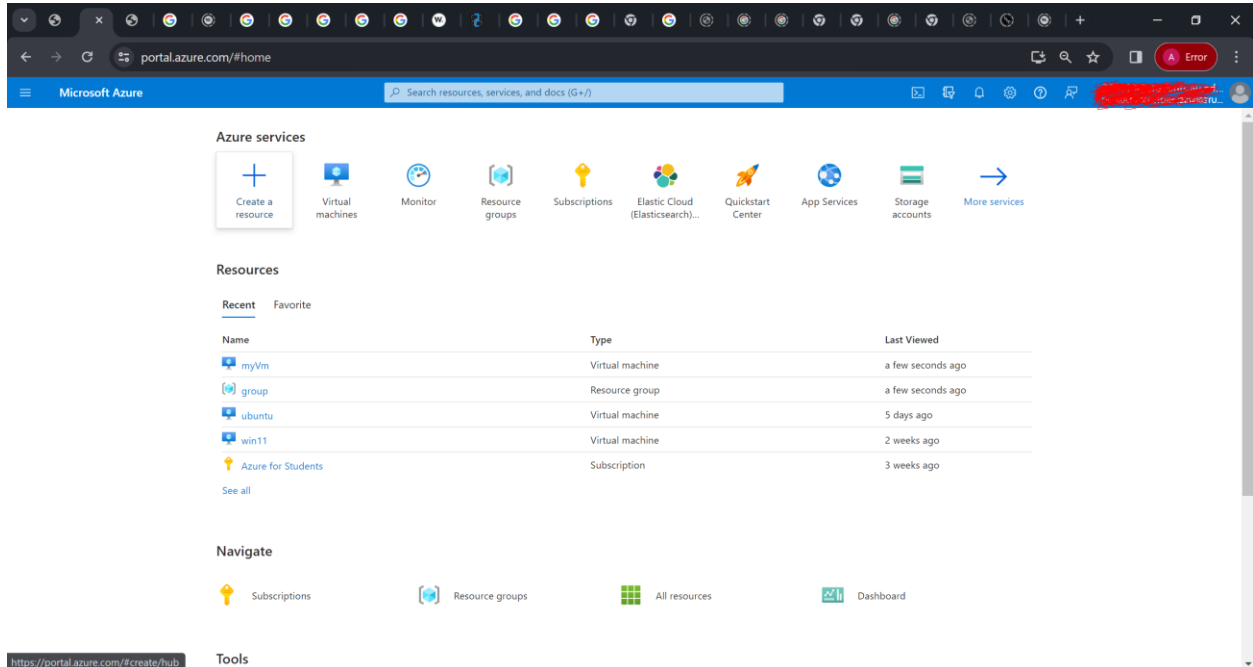 portal.azure.com/#home
A Error
Microsoft Azure
Search resources, services, and docs (G+/)
Azure services
Create a resource
Virtual machines
Monitor
Resource groups
Subscriptions
Elastic Cloud (Elasticsearch)...
Quickstart Center
App Services
Storage accounts
More services
Resources
Recent Favorite
Name Type Last Viewed
myVm Virtual machine a few seconds ago
group Resource group a few seconds ago
ubuntu Virtual machine 5 days ago
win11 Virtual machine 2 weeks ago
Azure for Students Subscription 3 weeks ago
See all
Navigate
Subscriptions Resource groups All resources Dashboard
https://portal.azure.com/#create/hub
Tools